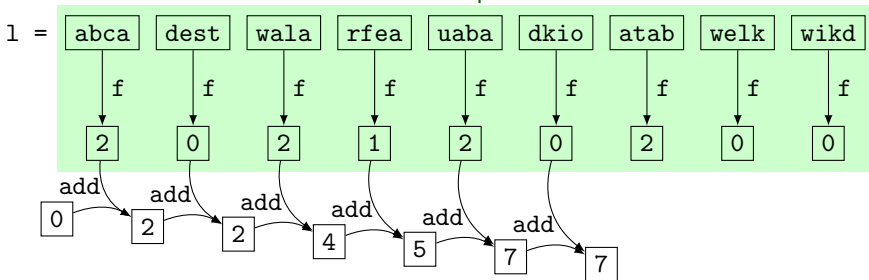 l = abca dest wala rfea uaba dkio atab welk wikd
f f f f f f f f f
2 0 2 1 2 0 2 0 0
add add add add add add
0 2 2 4 5 7 7